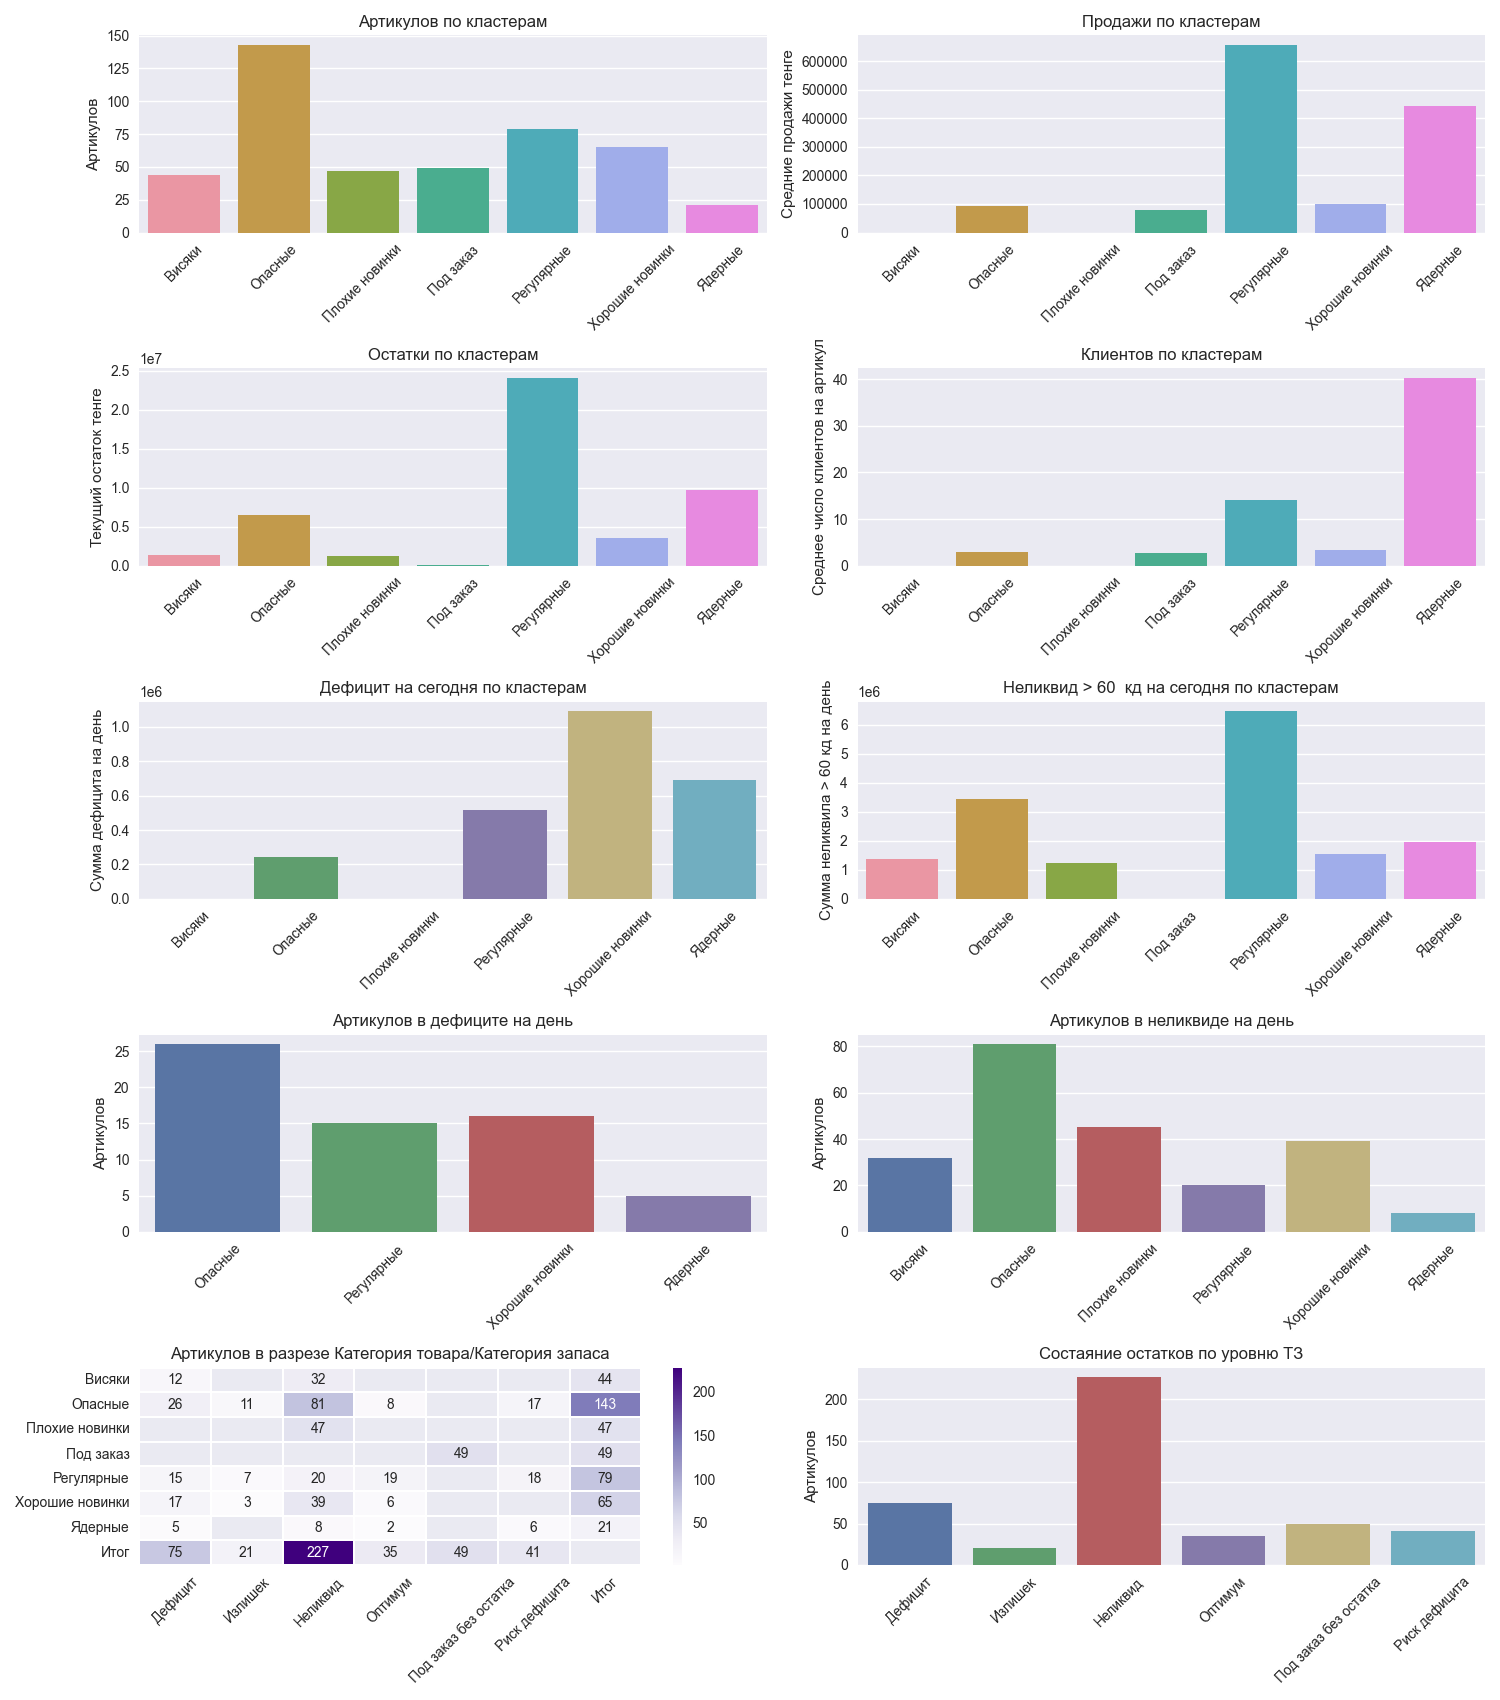 Артикулов по кластерам
Артикулов
150
125
100
75
50
25
0
Висяки
Опасные
Плохие новинки
Под заказ
Регулярные
Хорошие новинки
Ядерные
Продажи по кластерам
Средние продажи тенге
600000
500000
400000
300000
200000
100000
0
Висяки
Опасные
Плохие новинки
Под заказ
Регулярные
Хорошие новинки
Ядерные
Остатки по кластерам
1e7
Текущий остаток тенге
2.5
2.0
1.5
1.0
0.5
0.0
Висяки
Опасные
Плохие новинки
Под заказ
Регулярные
Хорошие новинки
Ядерные
Клиентов по кластерам
Среднее число клиентов на артикул
40
30
20
10
0
Висяки
Опасные
Плохие новинки
Под заказ
Регулярные
Хорошие новинки
Ядерные
Дефицит на сегодня по кластерам
1e6
Сумма дефицита на день
1.0
0.8
0.6
0.4
0.2
0.0
Висяки
Опасные
Плохие новинки
Регулярные
Хорошие новинки
Ядерные
Неликвид > 60 кд на сегодня по кластерам
1e6
Сумма неликвила > 60 кд на день
6
5
4
3
2
1
0
Висяки
Опасные
Плохие новинки
Под заказ
Регулярные
Хорошие новинки
Ядерные
Артикулов в дефиците на день
Артикулов
25
20
15
10
5
0
Опасные
Регулярные
Хорошие новинки
Ядерные
Артикулов в неликвиде на день
Артикулов
80
60
40
20
0
Висяки
Опасные
Плохие новинки
Регулярные
Хорошие новинки
Ядерные
Артикулов в разрезе Категория товара/Категория запаса
Висяки 12 32 44
Опасные 26 11 81 8 17 143
Плохие новинки 47 47
Под заказ 49 49
Регулярные 15 7 20 19 18 79
Хорошие новинки 17 3 39 6 65
Ядерные 5 8 2 6 21
Итог 75 21 227 35 49 41
Дефицит
Излишек
Неликвид
Оптимум
Под заказ без остатка
Риск дефицита
Итог
200
150
100
50
Состаяние остатков по уровню ТЗ
Артикулов
200
150
100
50
0
Дефицит
Излишек
Неликвид
Оптимум
Под заказ без остатка
Риск дефицита